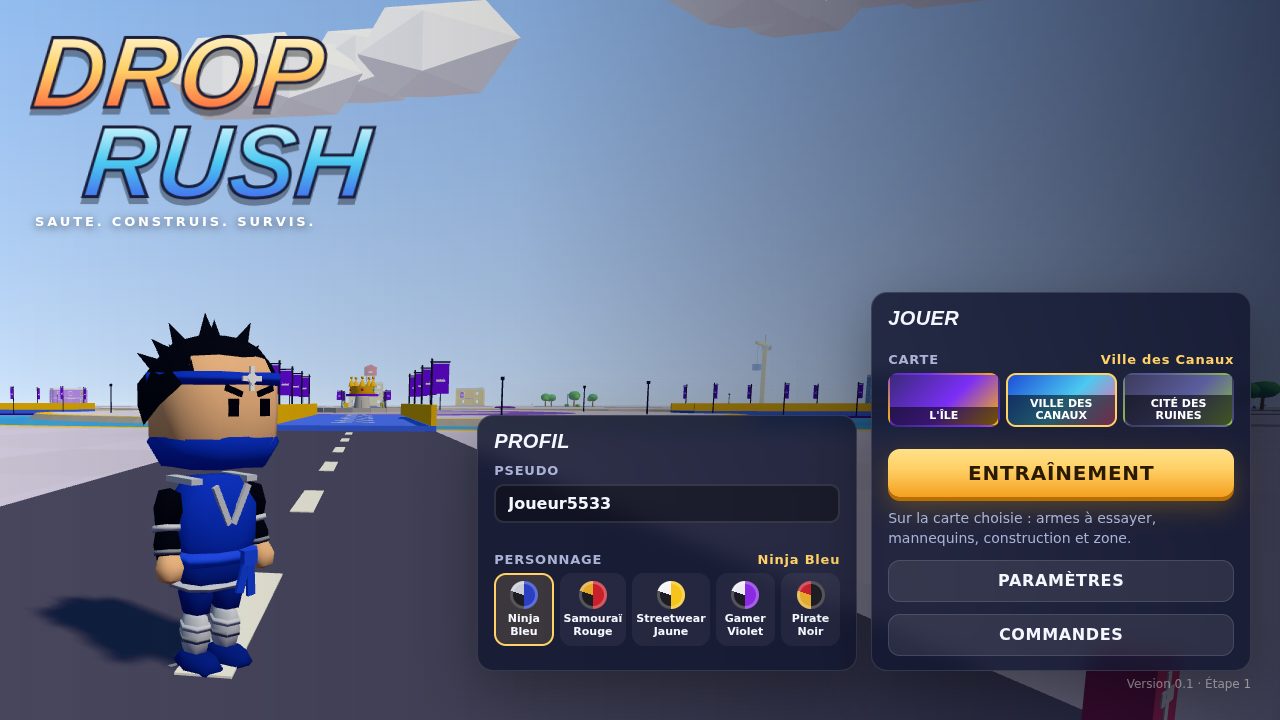 DROP
RUSH
SAUTE. CONSTRUIS. SURVIS.
PROFIL
PSEUDO
Joueur5533
PERSONNAGE
Ninja Bleu
Ninja
Bleu
Samouraï
Rouge
Streetwear
Jaune
Gamer
Violet
Pirate
Noir
JOUER
CARTE
Ville des Canaux
L'ÎLE
VILLE DES
CANAUX
CITÉ DES
RUINES
ENTRAÎNEMENT
Sur la carte choisie : armes à essayer,
mannequins, construction et zone.
PARAMÈTRES
COMMANDES
Version 0.1 · Étape 1